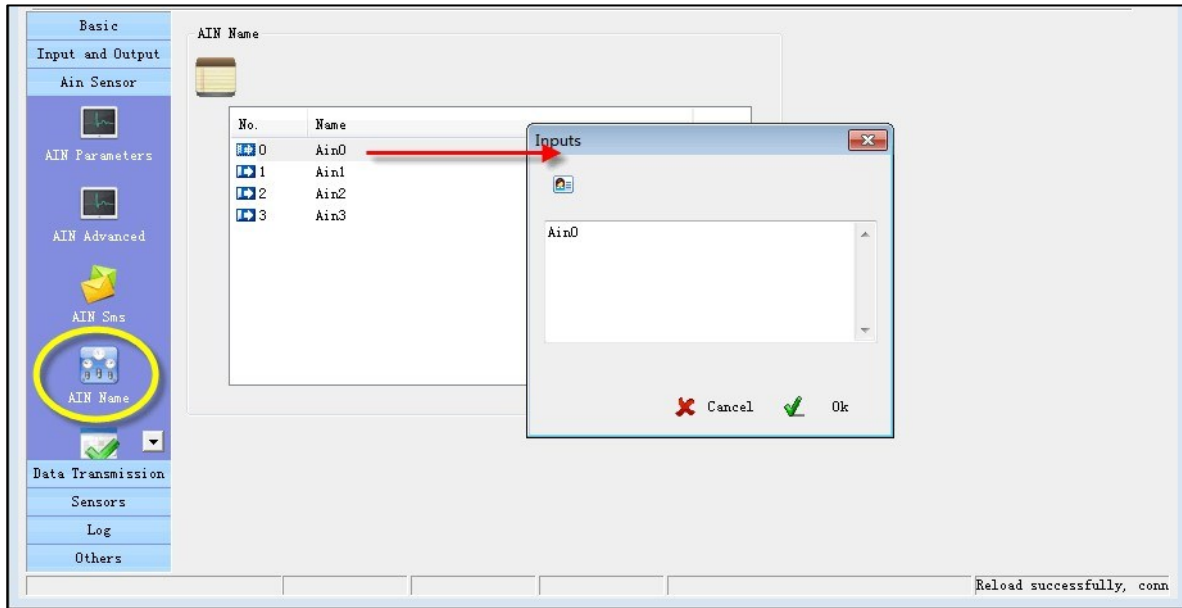 Basic
Input and Output
Ain Sensor
AIN Parameters
AIN Advanced
AIN Sms
AIN Name
Data Transmission
Sensors
Log
Others
AIN Name
No. Name
0 Ain0
1 Ain1
2 Ain2
3 Ain3
Inputs
Ain0
Cancel Ok
Reload successfully, conn